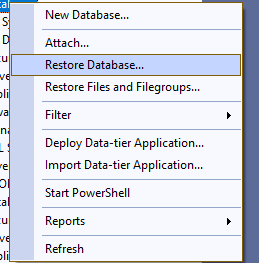 New Database...
Attach...
Restore Database...
Restore Files and Filegroups...
Filter
Deploy Data-tier Application...
Import Data-tier Application...
Start PowerShell
Reports
Refresh